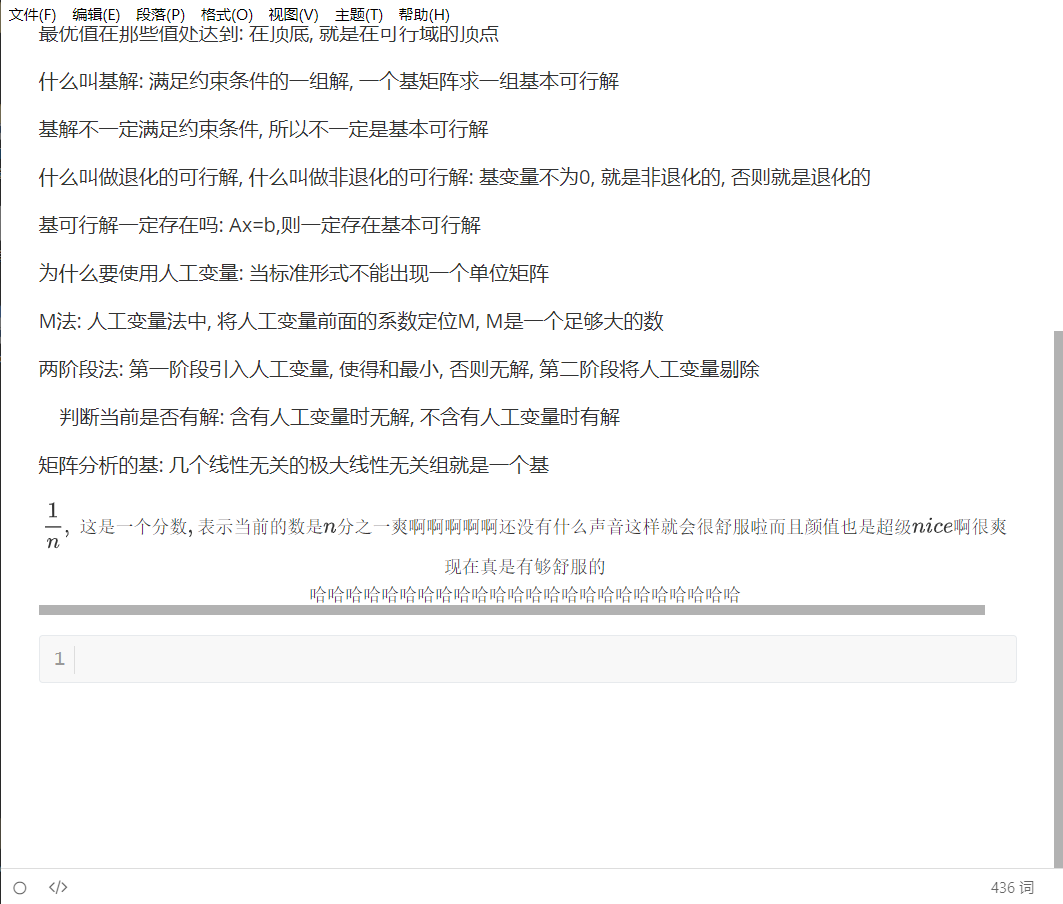 文件(F) 编辑(E) 段落(P) 格式(O) 视图(V) 主题(T) 帮助(H)
最优值在那些值处达到: 在顶底, 就是在可行域的顶点
什么叫基解: 满足约束条件的一组解, 一个基矩阵求一组基本可行解
基解不一定满足约束条件, 所以不一定是基本可行解
什么叫做退化的可行解, 什么叫做非退化的可行解: 基变量不为0, 就是非退化的, 否则就是退化的
基可行解一定存在吗: Ax=b,则一定存在基本可行解
为什么要使用人工变量: 当标准形式不能出现一个单位矩阵
M法: 人工变量法中, 将人工变量前面的系数定位M, M是一个足够大的数
两阶段法: 第一阶段引入人工变量, 使得和最小, 否则无解, 第二阶段将人工变量剔除
判断当前是否有解: 含有人工变量时无解, 不含有人工变量时有解
矩阵分析的基: 几个线性无关的极大线性无关组就是一个基
1/n, 这是一个分数, 表示当前的数是n分之一爽啊啊啊啊啊还没有什么声音这样就会很舒服啦而且颜值也是超级nice啊很爽
现在真是有够舒服的
哈哈哈哈哈哈哈哈哈哈哈哈哈哈哈哈哈哈哈哈哈哈哈哈
1
</> 436 词